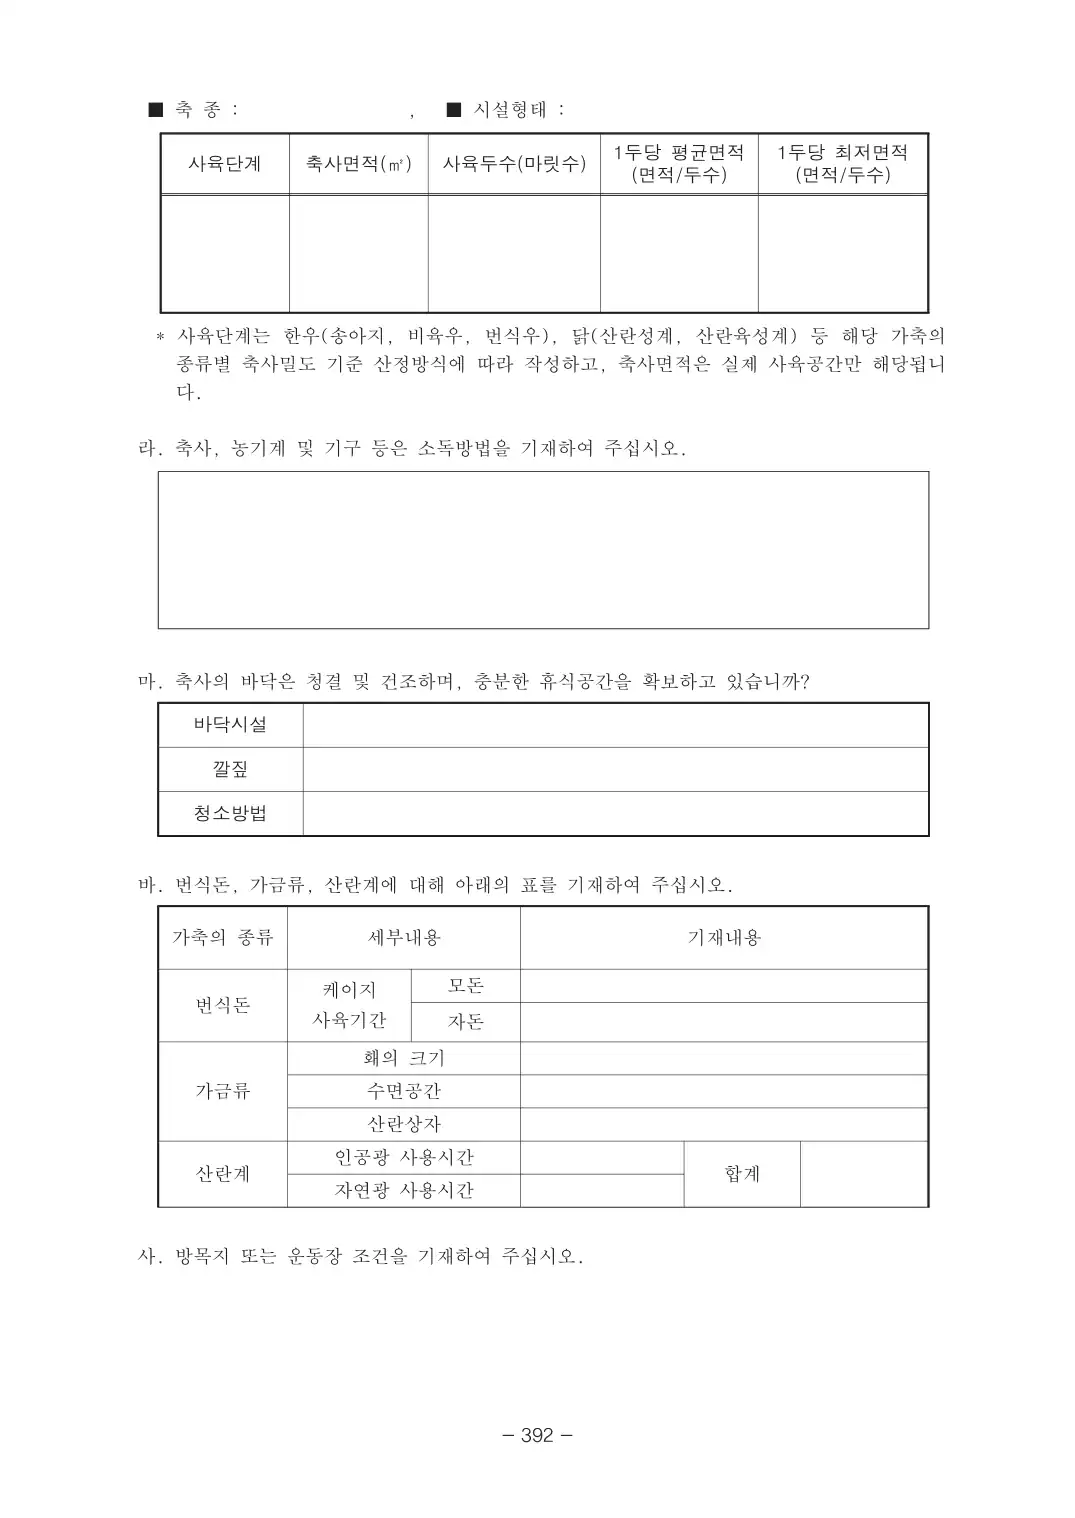 ■ 축 종 : , ■ 시설형태 :
사육단계 축사면적(㎡) 사육두수(마릿수) 1두당 평균면적 (면적/두수) 1두당 최저면적 (면적/두수)
* 사육단계는 한우(송아지, 비육우, 번식우), 닭(산란성계, 산란육성계) 등 해당 가축의
종류별 축사밀도 기준 산정방식에 따라 작성하고, 축사면적은 실제 사육공간만 해당됩니
다.
라. 축사, 농기계 및 기구 등은 소독방법을 기재하여 주십시오.
마. 축사의 바닥은 청결 및 건조하며, 충분한 휴식공간을 확보하고 있습니까?
바닥시설
깔짚
청소방법
바. 번식돈, 가금류, 산란계에 대해 아래의 표를 기재하여 주십시오.
가축의 종류 세부내용 기재내용
번식돈 케이지 사육기간 모돈
자돈
가금류 홰의 크기
수면공간
산란상자
산란계 인공광 사용시간 합계
자연광 사용시간
사. 방목지 또는 운동장 조건을 기재하여 주십시오.
- 392 -